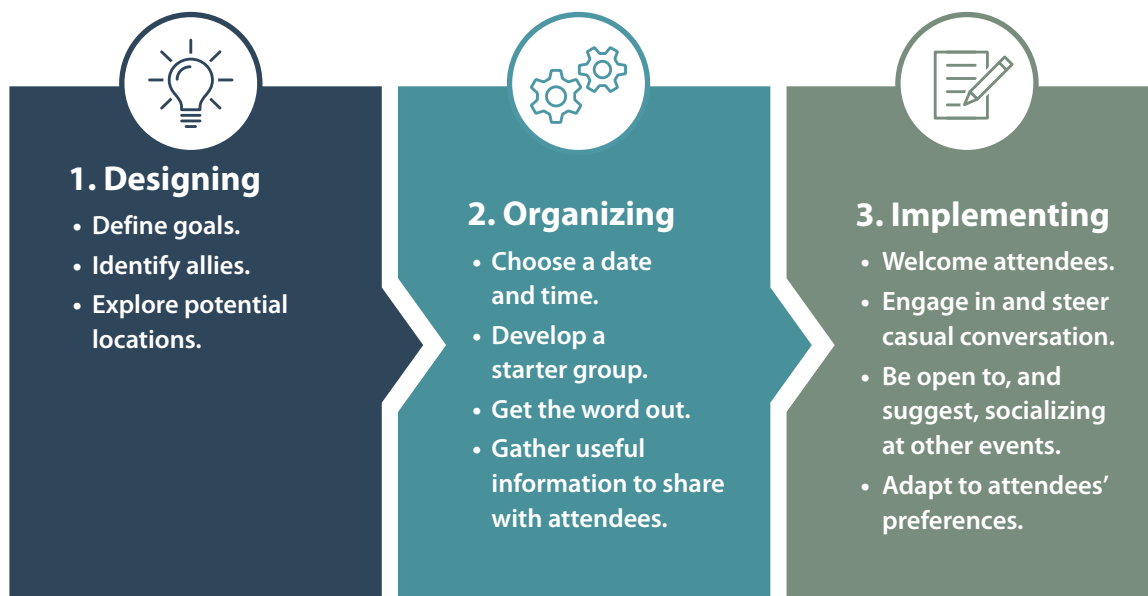 1. Designing
• Define goals.
• Identify allies.
• Explore potential
locations.
2. Organizing
• Choose a date
and time.
• Develop a
starter group.
• Get the word out.
• Gather useful
information to share
with attendees.
3. Implementing
• Welcome attendees.
• Engage in and steer
casual conversation.
• Be open to, and
suggest, socializing
at other events.
• Adapt to attendees’
preferences.